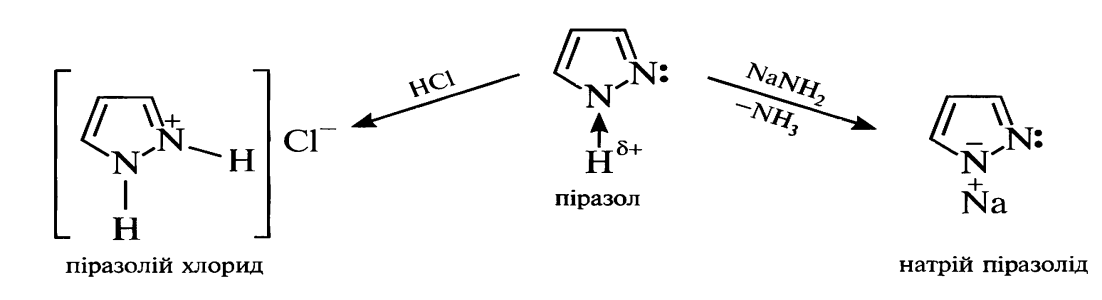 HCl
N
N:
H δ+
піразол
NaNH₂
−NH₃
N+
N
H
H
Cl−
піразолій хлорид
N−
N:
+
Na
натрій піразолід